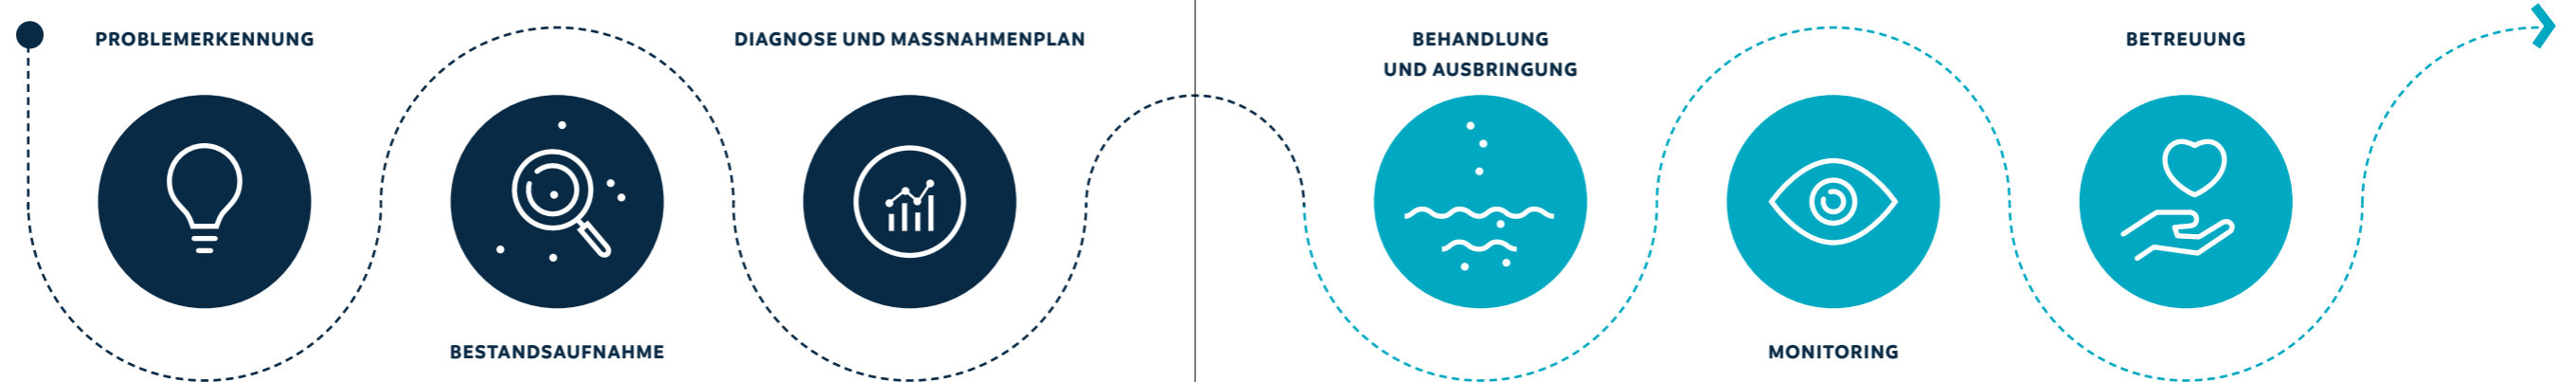 PROBLEMERKENNUNG
BESTANDSAUFNAHME
DIAGNOSE UND MASSNAHMENPLAN
BEHANDLUNG
UND AUSBRINGUNG
MONITORING
BETREUUNG